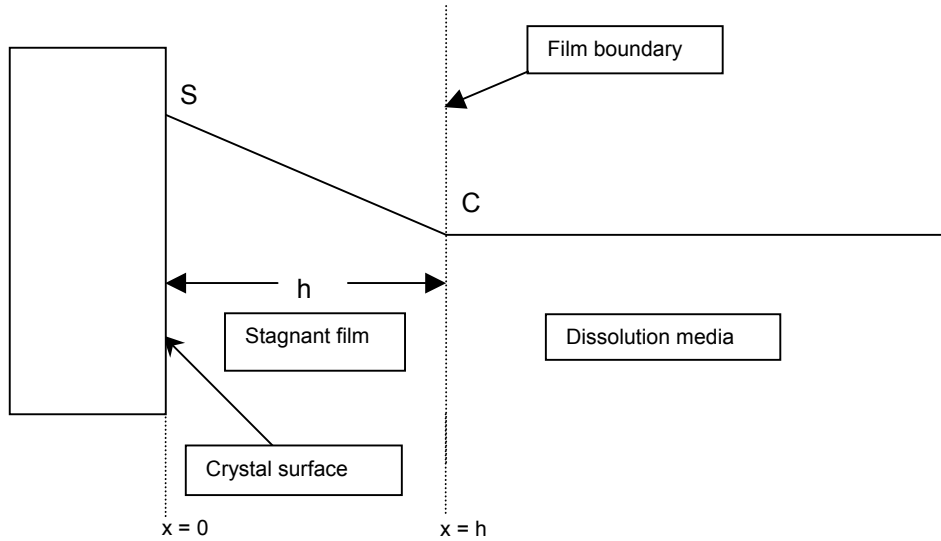 Film boundary
S
C
h
Stagnant film
Dissolution media
Crystal surface
x = 0
x = h